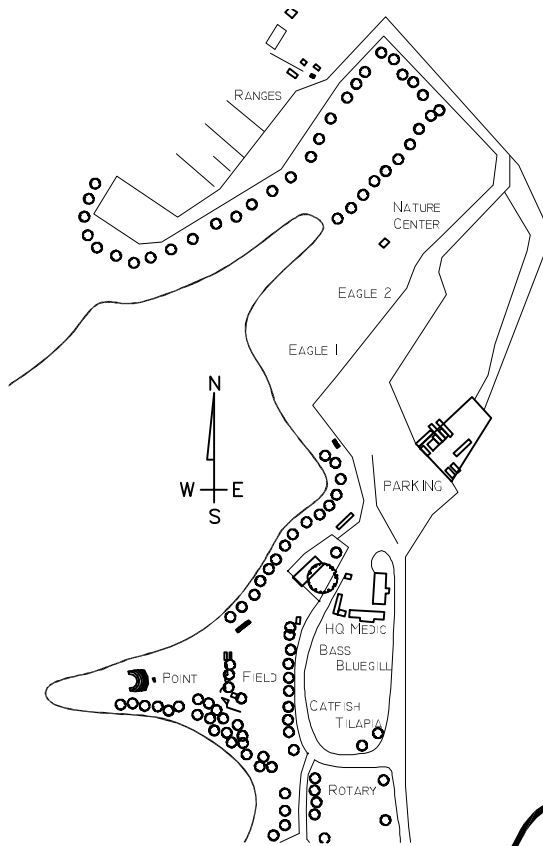 RANGES
NATURE
CENTER
EAGLE 2
EAGLE 1
N
W E
S
PARKING
HQ MEDIC
BASS
BLUEGILL
POINT
FIELD
CATFISH
TILAPIA
ROTARY